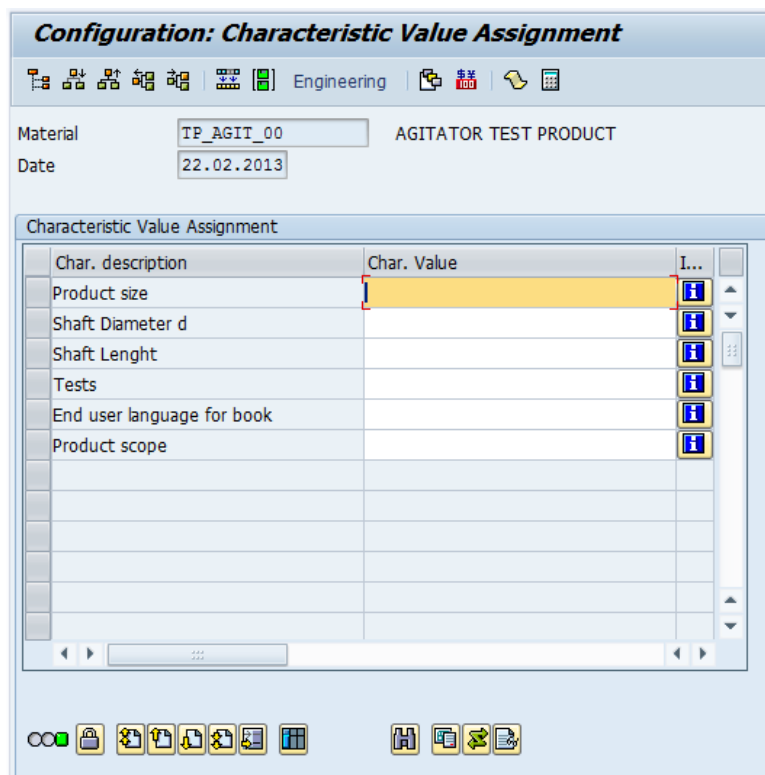 Configuration: Characteristic Value Assignment
Engineering
Material TP_AGIT_00 AGITATOR TEST PRODUCT
Date 22.02.2013
Characteristic Value Assignment
Char. description Char. Value I...
Product size
Shaft Diameter d
Shaft Lenght
Tests
End user language for book
Product scope